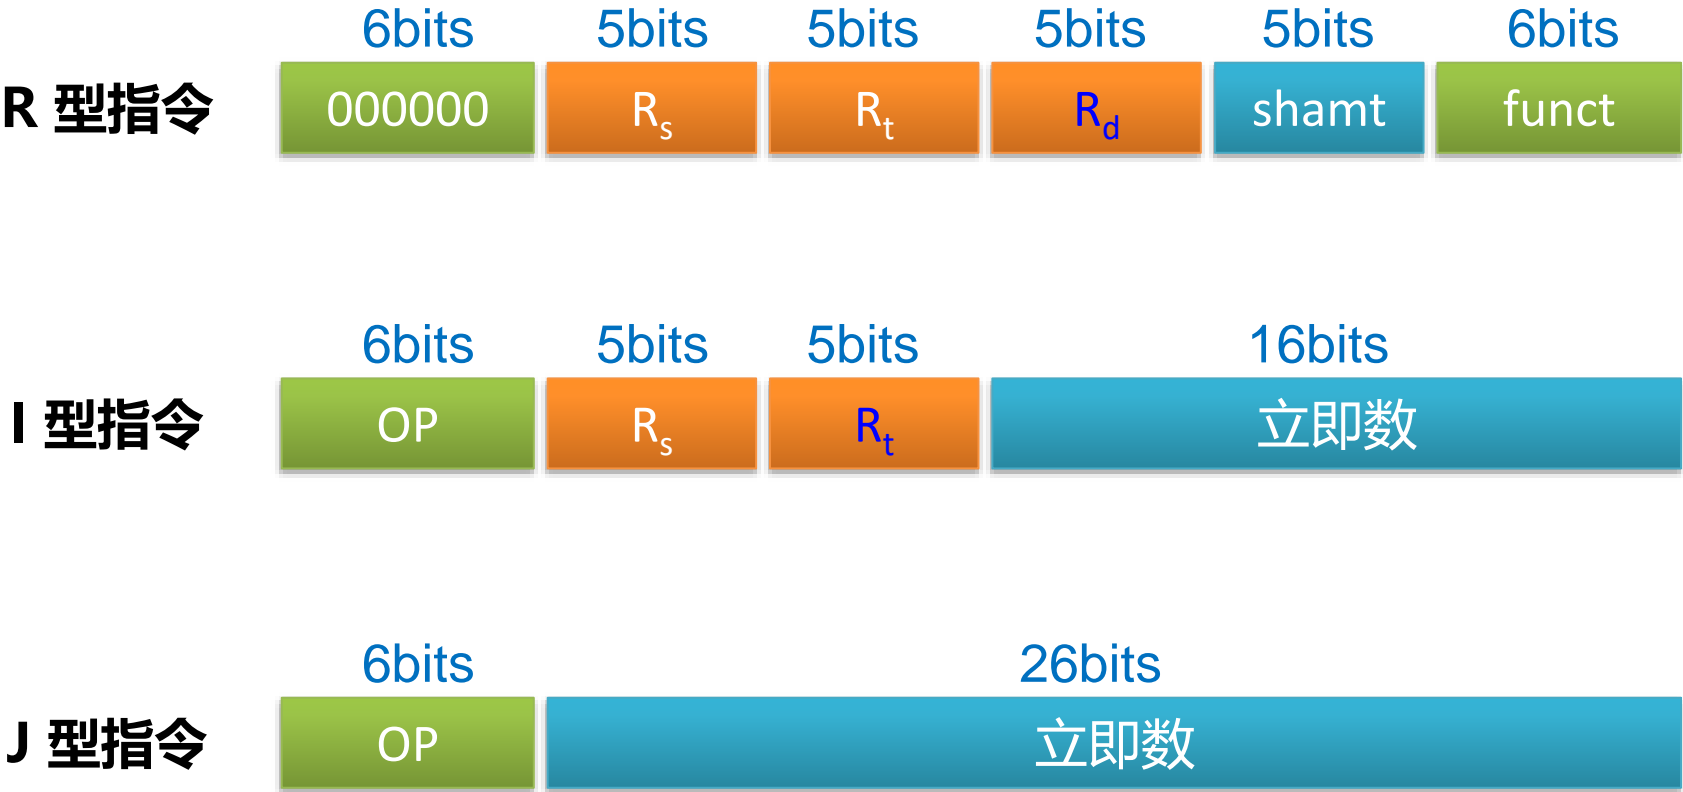 6bits 5bits 5bits 5bits 5bits 6bits
R 型指令 000000 Rs Rt Rd shamt funct
6bits 5bits 5bits 16bits
I 型指令 OP Rs Rt 立即数
6bits 26bits
J 型指令 OP 立即数